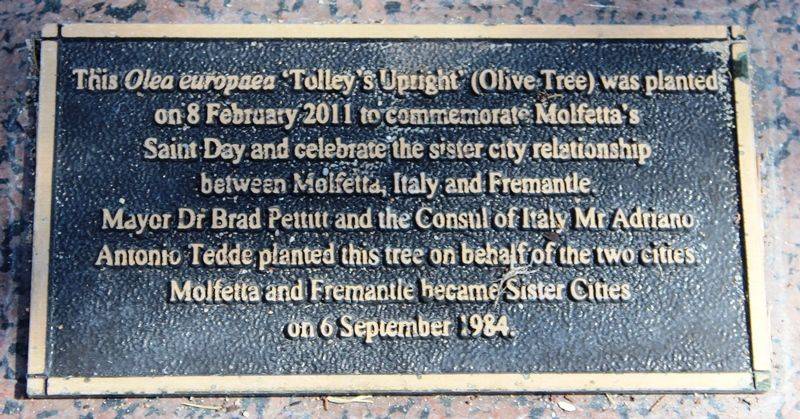 This Olea europaea 'Tolley's Upright' (Olive Tree) was planted
on 8 February 2011 to commemorate Molfetta's
Saint Day and celebrate the sister city relationship
between Molfetta, Italy and Fremantle.
Mayor Dr Brad Pettitt and the Consul of Italy Mr Adriano
Antonio Tedde planted this tree on behalf of the two cities.
Molfetta and Fremantle became Sister Cities
on 6 September 1984.